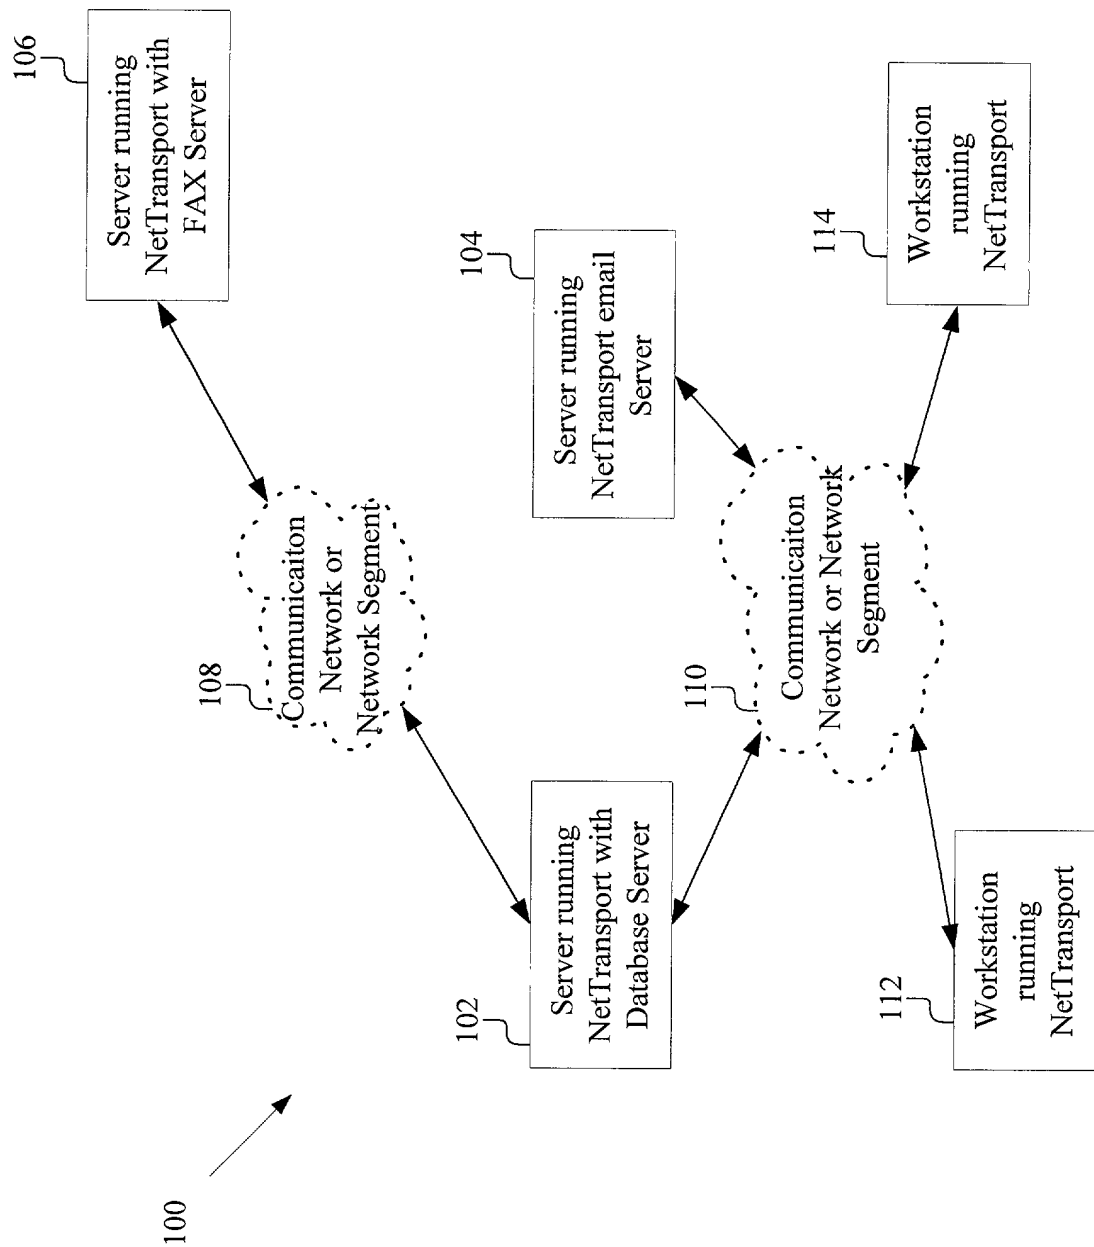 100
106
Server running
NetTransport with
FAX Server
108
Communicaiton
Network or
Network Segment
102
Server running
NetTransport with
Database Server
104
Server running
NetTransport email
Server
110
Communicaiton
Network or Network
Segment
112
Workstation
running
NetTransport
114
Workstation
running
NetTransport